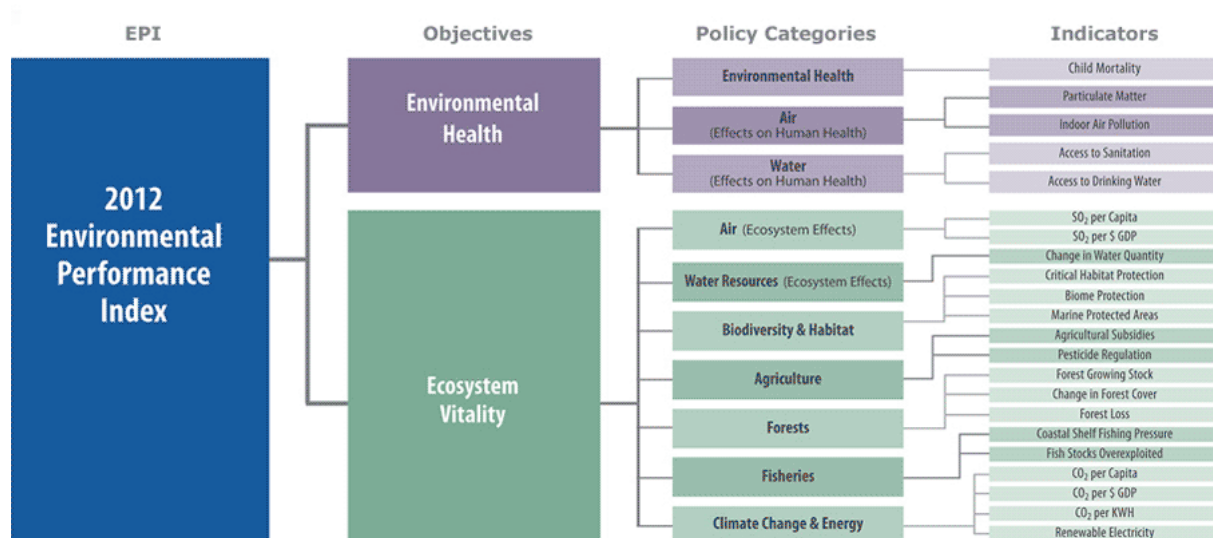 EPI
Objectives
Policy Categories
Indicators
2012
Environmental
Performance
Index
Environmental
Health
Ecosystem
Vitality
Environmental Health
Air
(Effects on Human Health)
Water
(Effects on Human Health)
Air (Ecosystem Effects)
Water Resources (Ecosystem Effects)
Biodiversity & Habitat
Agriculture
Forests
Fisheries
Climate Change & Energy
Child Mortality
Particulate Matter
Indoor Air Pollution
Access to Sanitation
Access to Drinking Water
SO₂ per Capita
SO₂ per $ GDP
Change in Water Quantity
Critical Habitat Protection
Biome Protection
Marine Protected Areas
Agricultural Subsidies
Pesticide Regulation
Forest Growing Stock
Change in Forest Cover
Forest Loss
Coastal Shelf Fishing Pressure
Fish Stocks Overexploited
CO₂ per Capita
CO₂ per $ GDP
CO₂ per KWH
Renewable Electricity